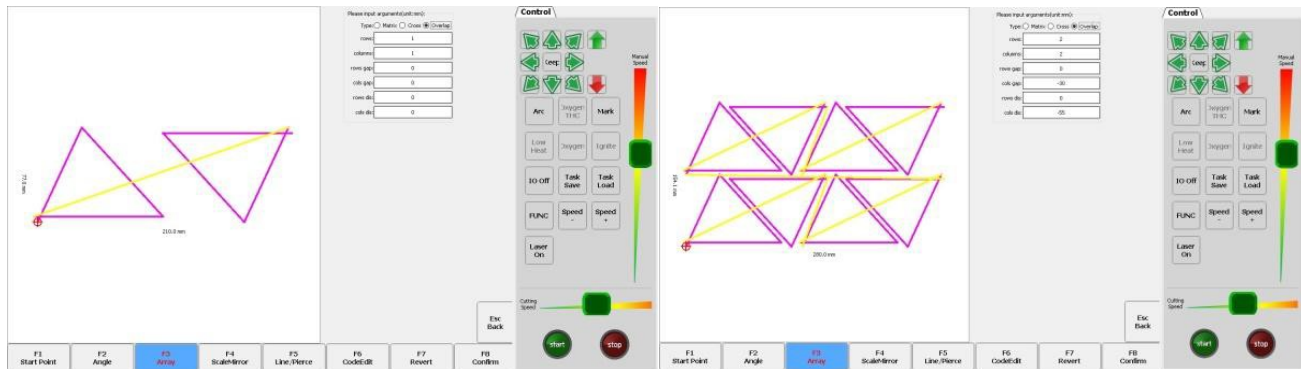 Please input arguments(unit:mm):
Type: Matrix Cross Overlap
rows: 1
columns: 1
rows gap: 0
cols gap: 0
rows dis: 0
cols dis: 0
77.0 mm
210.0 mm
Esc
Back
F1
Start Point
F2
Angle
F3
Array
F4
ScaleMirror
F5
Line/Pierce
F6
CodeEdit
F7
Revert
F8
Confirm
Control
Keep
Manual
Speed
Arc
Oxygen
THC
Mark
Low
Heat
Oxygen
Ignite
IO Off
Task
Save
Task
Load
FUNC
Speed
-
Speed
+
Laser
On
Cutting
Speed
start
stop
Please input arguments(unit:mm):
Type: Matrix Cross Overlap
rows: 2
columns: 2
rows gap:
cols gap: -30
rows dis: 0
cols dis: -55
280.0 mm
Esc
Back
F1
Start Point
F2
Angle
F3
Array
F4
ScaleMirror
F5
Line/Pierce
F6
CodeEdit
F7
Revert
F8
Confirm
Control
Keep
Manual
Speed
Arc
Oxygen
THC
Mark
Low
Heat
Oxygen
Ignite
IO Off
Task
Save
Task
Load
FUNC
Speed
-
Speed
+
Laser
On
Cutting
Speed
start
stop